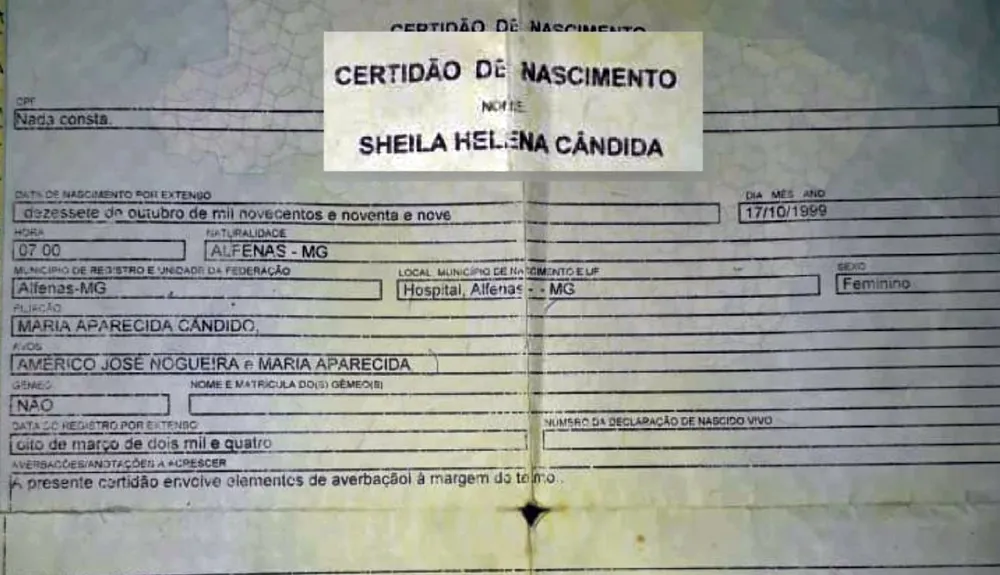 CERTIDÃO DE NASCIMENTO
CERTIDÃO DE NASCIMENTO
NOME
SHEILA HELENA CÂNDIDA
CPF
Nada consta.
DATA DE NASCIMENTO POR EXTENSO
DIA MÊS ANO
dezessete de outubro de mil novecentos e noventa e nove
17/10/1999
HORA
NATURALIDADE
07 00
ALFENAS - MG
MUNICÍPIO DE REGISTRO E UNIDADE DA FEDERAÇÃO
LOCAL, MUNICÍPIO DE NASCIMENTO E UF
SEXO
Alfenas-MG
Hospital, Alfenas - - MG
Feminino
FILIAÇÃO
MARIA APARECIDA CÂNDIDO,
AVÓS
AMÉRICO JOSÉ NOGUEIRA e MARIA APARECIDA
GÊMEO
NOME E MATRÍCULA DO(S) GÊMEO(S)
NÃO
DATA DO REGISTRO POR EXTENSO
NÚMERO DA DECLARAÇÃO DE NASCIDO VIVO
oito de março de dois mil e quatro
AVERBAÇÕES/ANOTAÇÕES A ACRESCER
A presente certidão envolve elementos de averbaçãoi à margem do termo..